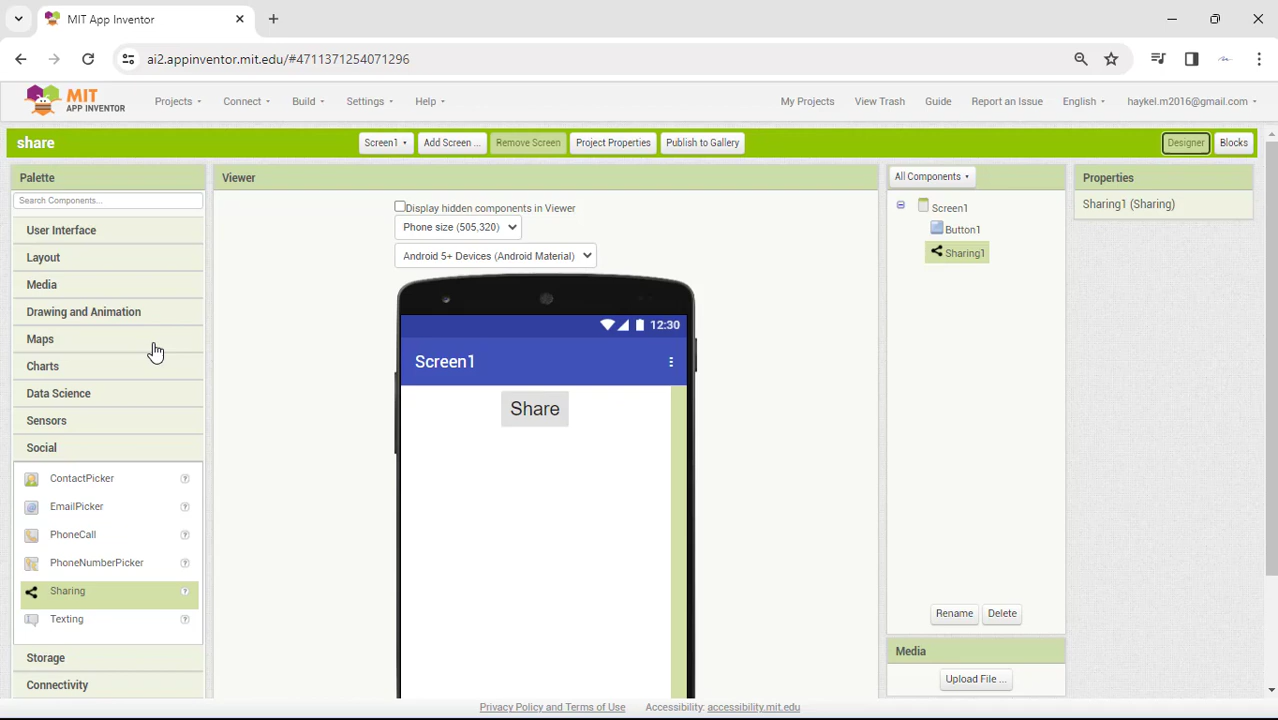 MIT App Inventor
ai2.appinventor.mit.edu/#4711371254071296
MIT
APP INVENTOR
Projects
Connect
Build
Settings
Help
My Projects
View Trash
Guide
Report an Issue
English
haykel.m2016@gmail.com
share
Screen1
Add Screen ...
Remove Screen
Project Properties
Publish to Gallery
Designer
Blocks
Palette
Search Components...
User Interface
Layout
Media
Drawing and Animation
Maps
Charts
Data Science
Sensors
Social
ContactPicker ?
EmailPicker ?
PhoneCall ?
PhoneNumberPicker ?
Sharing ?
Texting ?
Storage
Connectivity
Viewer
Display hidden components in Viewer
Phone size (505,320)
Android 5+ Devices (Android Material)
12:30
Screen1
Share
All Components
Screen1
Button1
Sharing1
Rename
Delete
Media
Upload File ...
Properties
Sharing1 (Sharing)
Privacy Policy and Terms of Use
Accessibility: accessibility.mit.edu